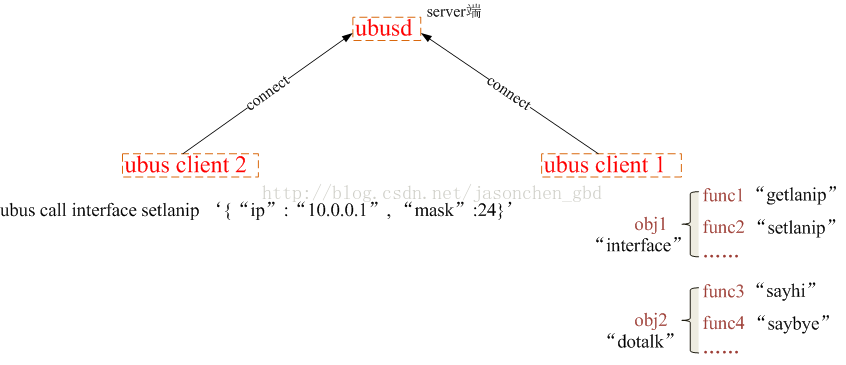 server端
ubusd
connect
connect
ubus client 2
ubus client 1
http://blog.csdn.net/jasonchen_gbd
ubus call interface setlanip ‘{“ip”:“10.0.0.1”, “mask”:24}’
func1 “getlanip”
obj1 func2 “setlanip”
“interface”
……
func3 “sayhi”
obj2 func4 “saybye”
“dotalk”
……